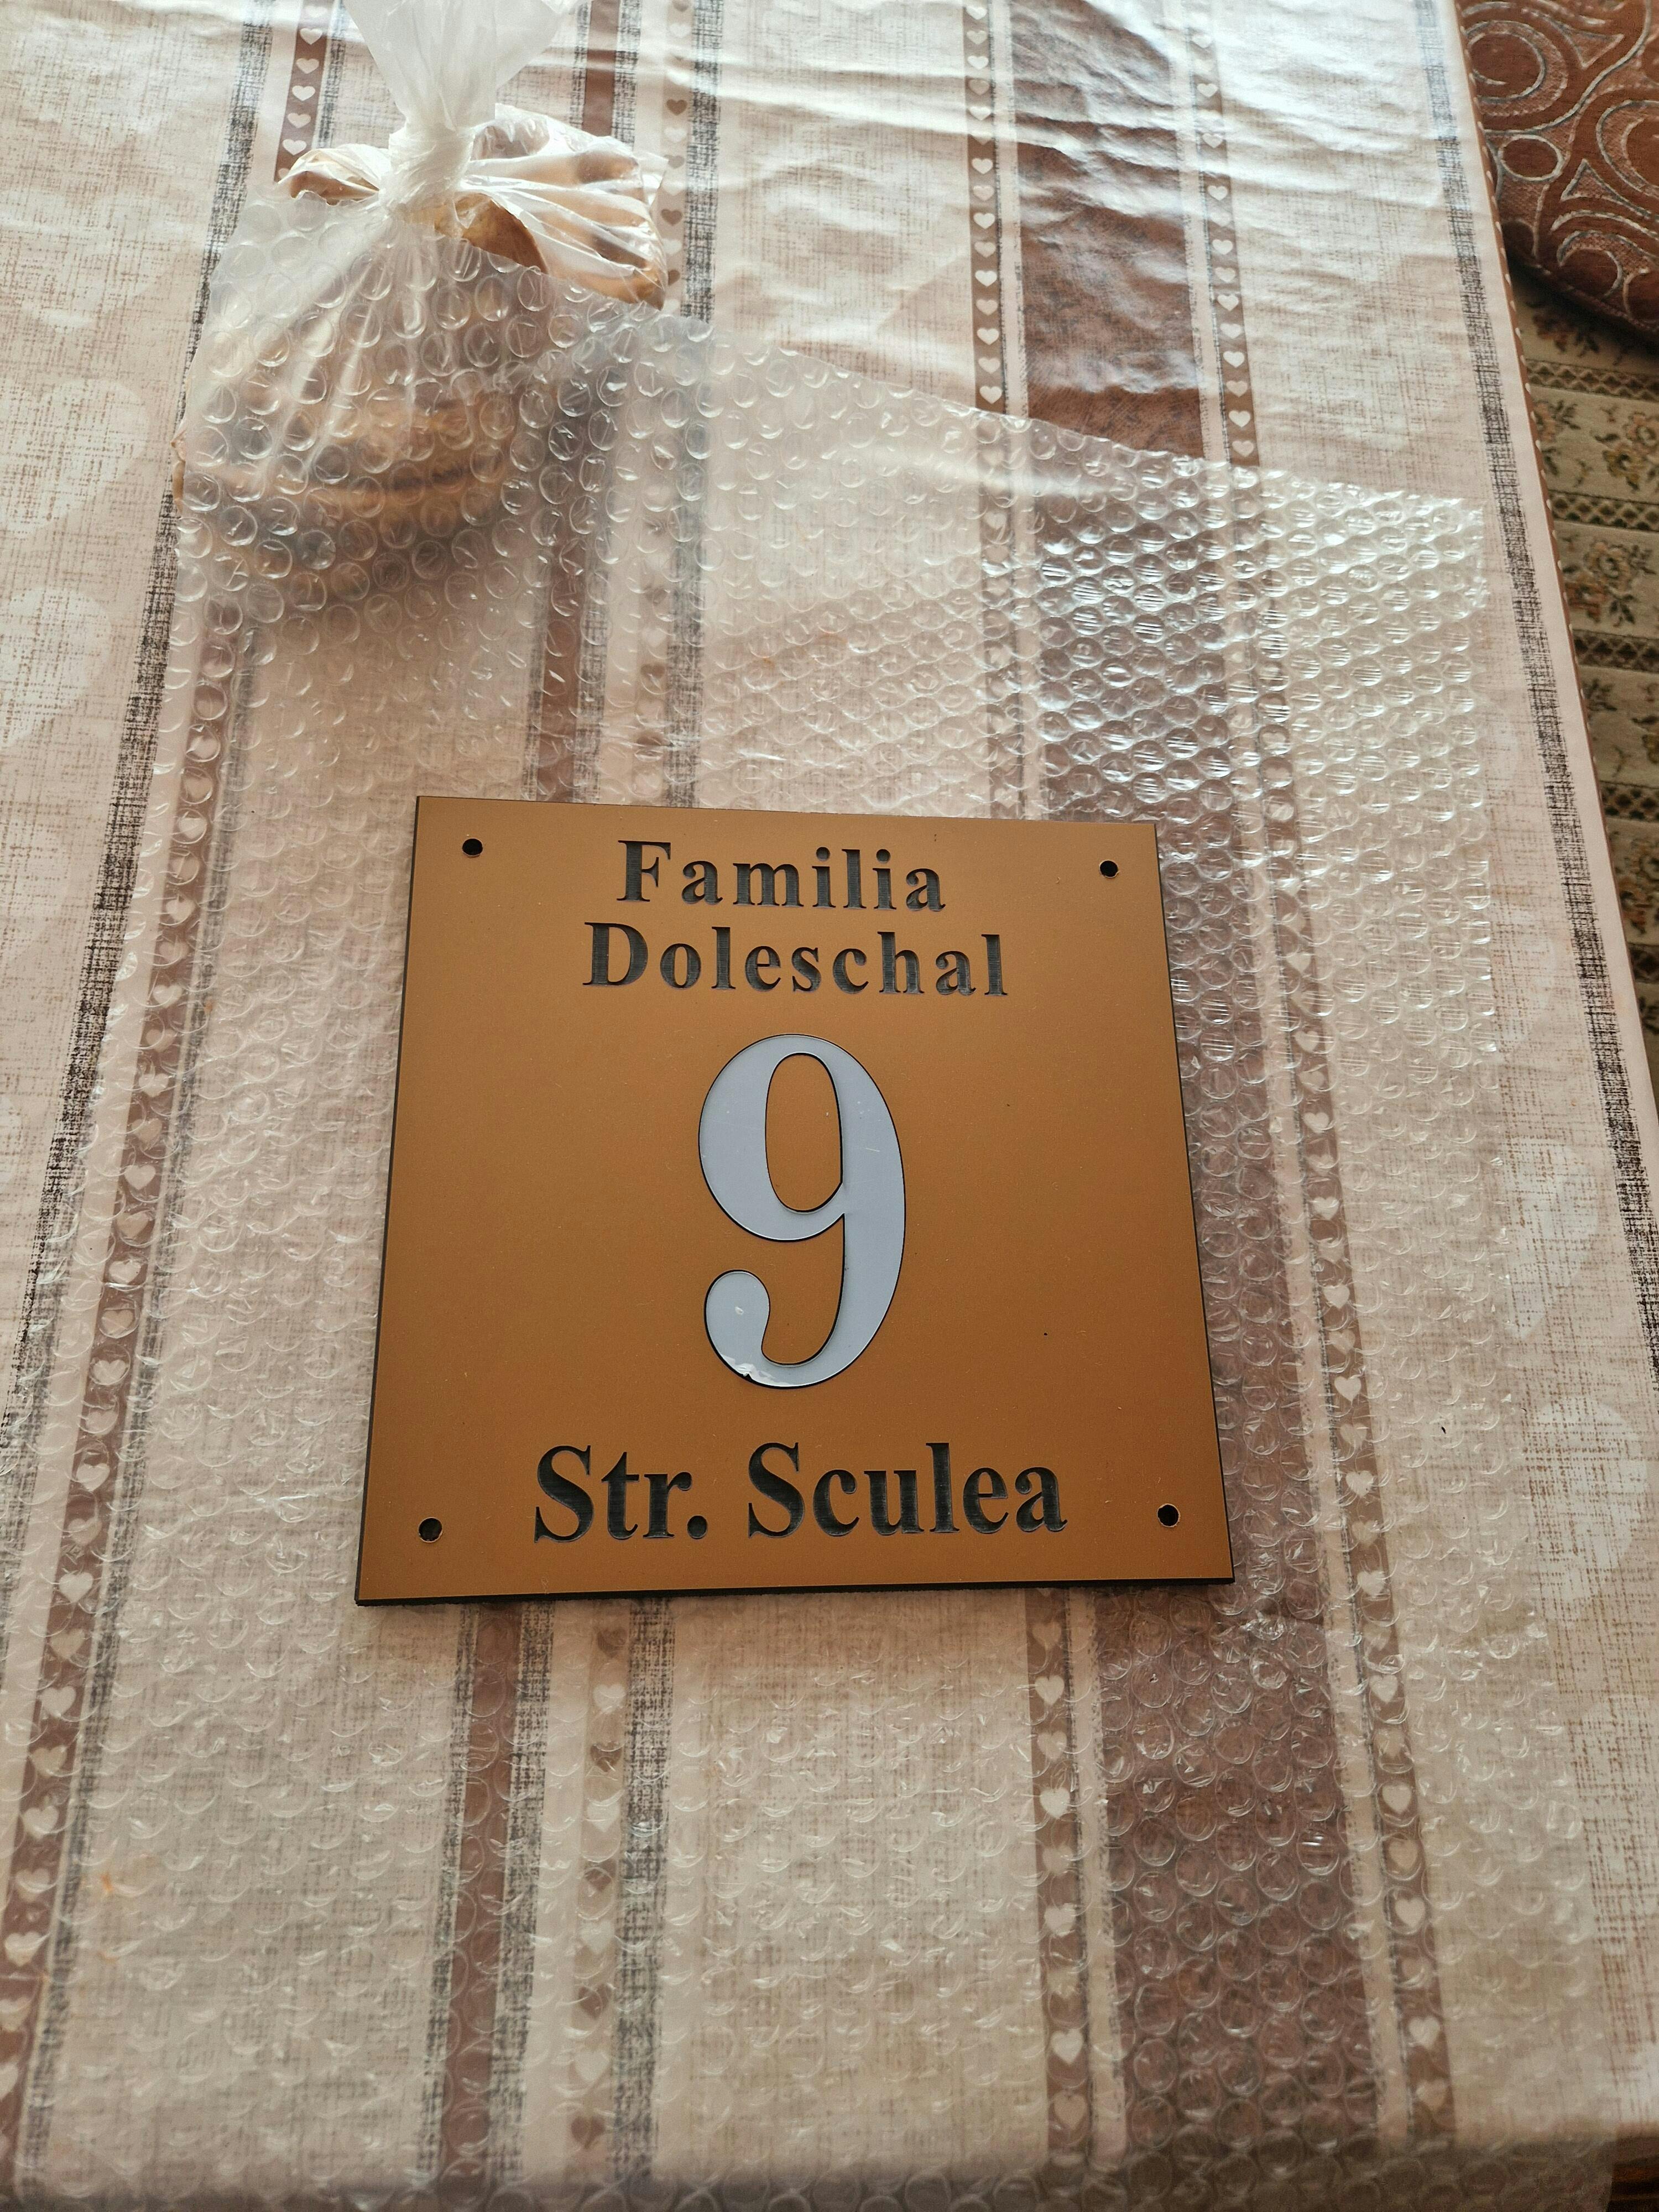 Familia
Doleschal
9
Str. Sculea